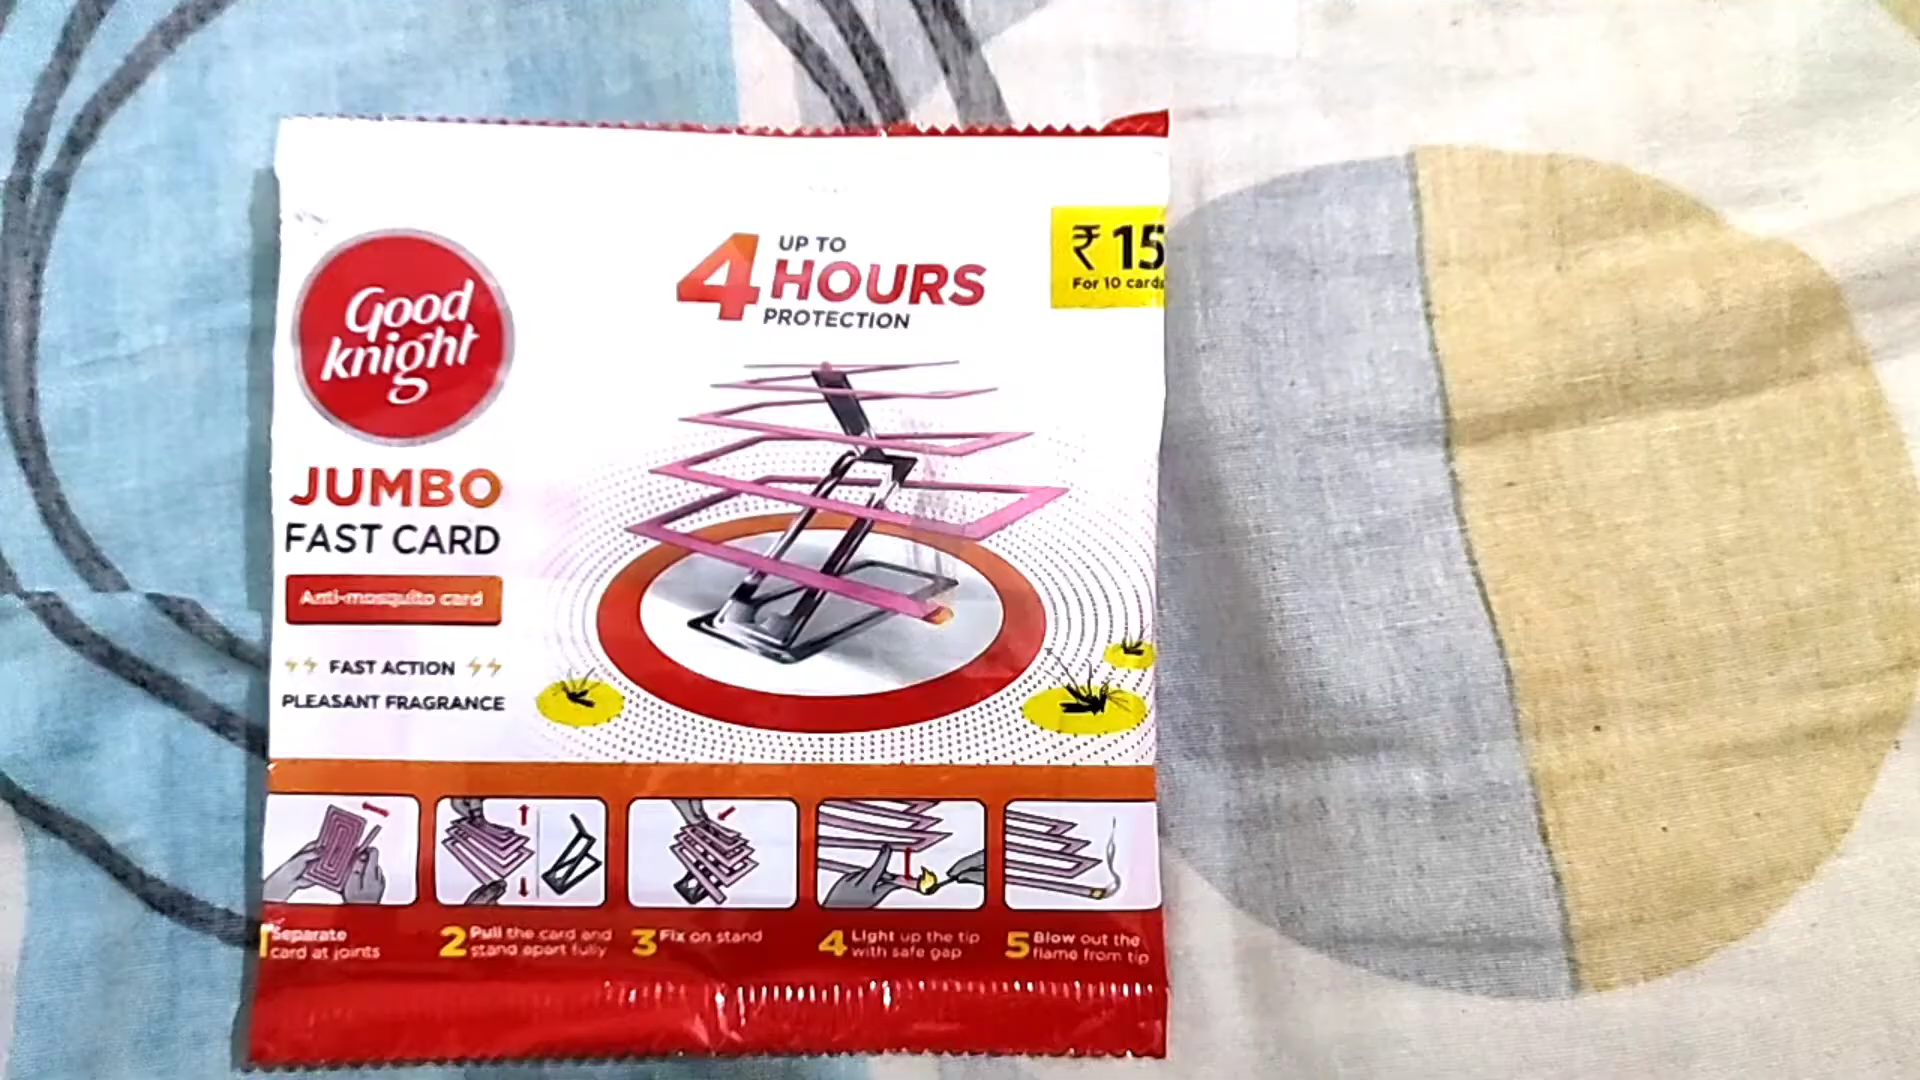 Good
knight
4 UP TO
HOURS
PROTECTION
₹ 15
For 10 cards
JUMBO
FAST CARD
Anti-mosquito card
FAST ACTION
PLEASANT FRAGRANCE
1 Separate
card at joints
2 Pull the card and
stand apart fully
3 Fix on stand
4 Light up the tip
with safe gap
5 Blow out the
flame from tip